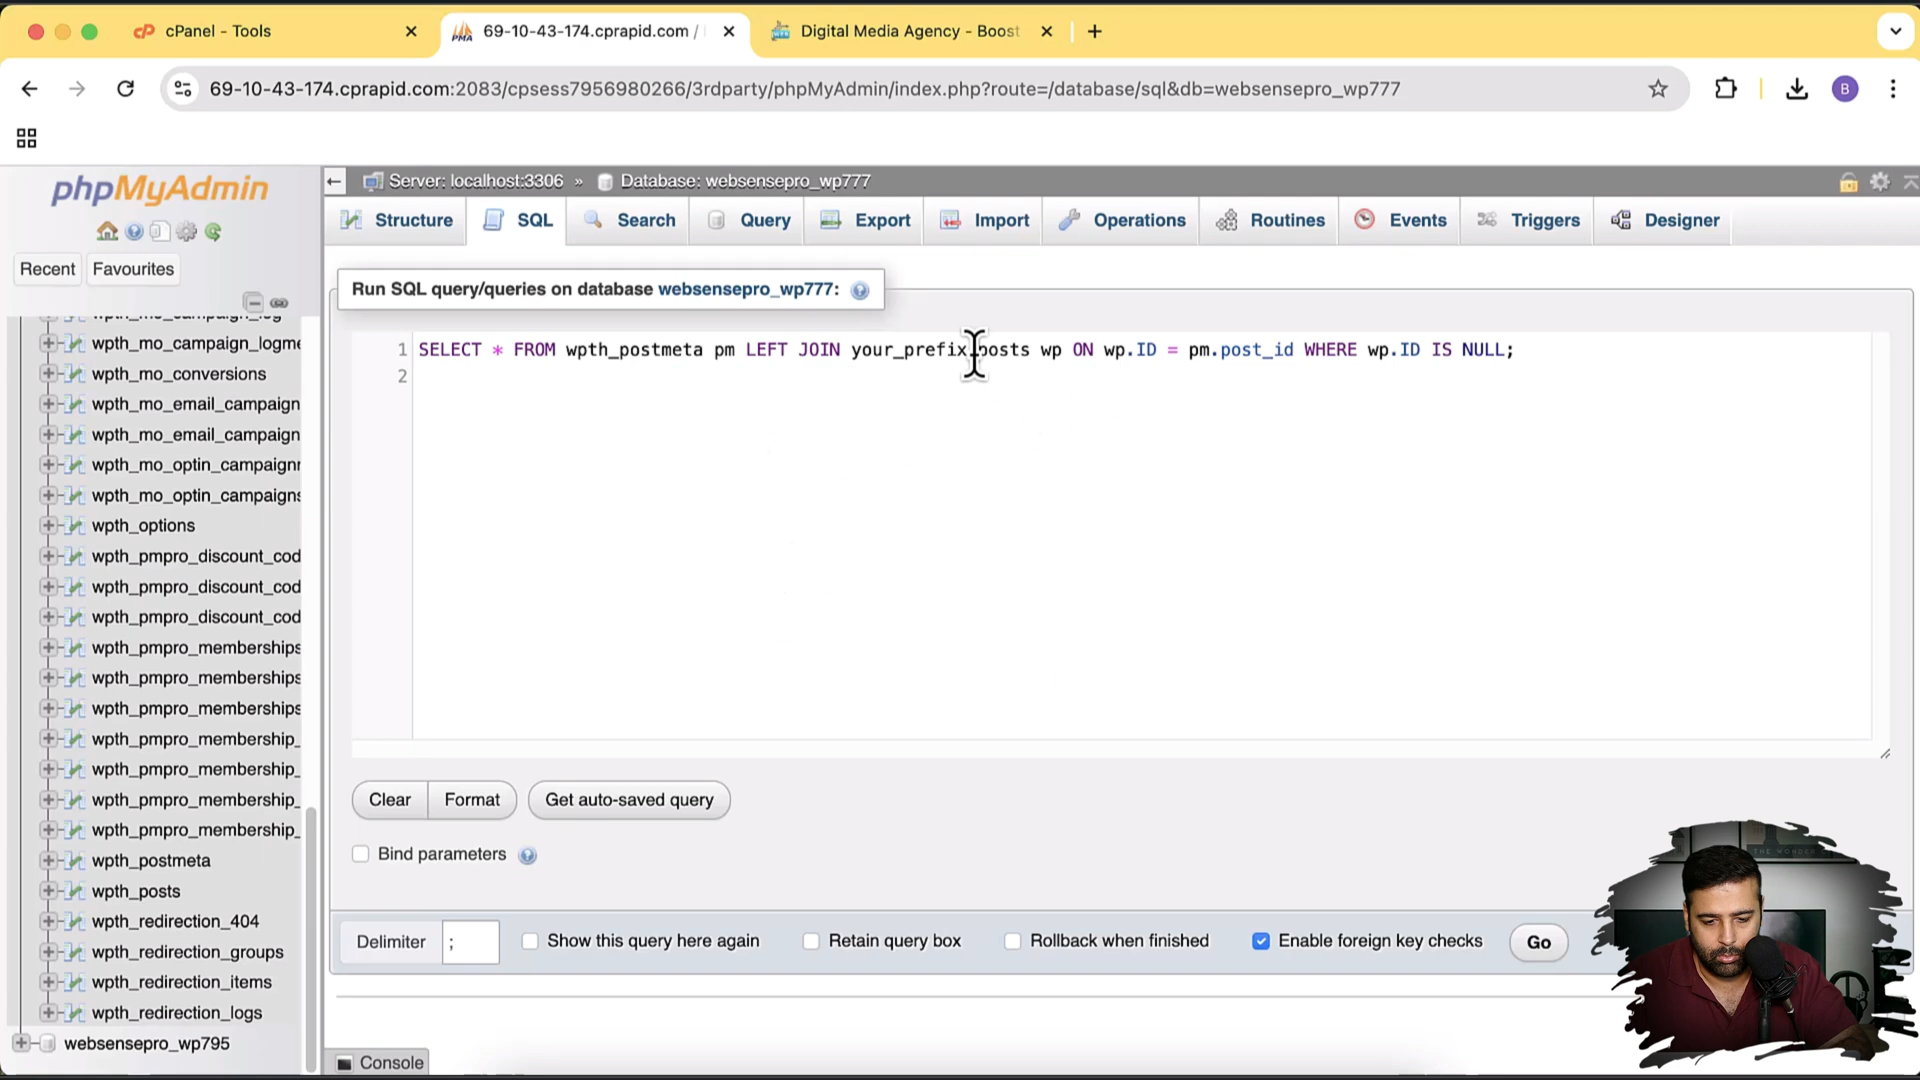 cPanel - Tools
69-10-43-174.cprapid.com /
Digital Media Agency - Boost
69-10-43-174.cprapid.com:2083/cpsess7956980266/3rdparty/phpMyAdmin/index.php?route=/database/sql&db=websensepro_wp777
B
phpMyAdmin
Recent
Favourites
wpth_mo_campaign_log
wpth_mo_campaign_logme
wpth_mo_conversions
wpth_mo_email_campaign
wpth_mo_email_campaign
wpth_mo_optin_campaignr
wpth_mo_optin_campaigns
wpth_options
wpth_pmpro_discount_cod
wpth_pmpro_discount_cod
wpth_pmpro_discount_cod
wpth_pmpro_memberships
wpth_pmpro_memberships
wpth_pmpro_memberships
wpth_pmpro_membership_
wpth_pmpro_membership_
wpth_pmpro_membership_
wpth_pmpro_membership_
wpth_postmeta
wpth_posts
wpth_redirection_404
wpth_redirection_groups
wpth_redirection_items
wpth_redirection_logs
websensepro_wp795
Server: localhost:3306 » Database: websensepro_wp777
Structure
SQL
Search
Query
Export
Import
Operations
Routines
Events
Triggers
Designer
Run SQL query/queries on database websensepro_wp777:
1 SELECT * FROM wpth_postmeta pm LEFT JOIN your_prefix_posts wp ON wp.ID = pm.post_id WHERE wp.ID IS NULL;
2
Clear
Format
Get auto-saved query
Bind parameters
Delimiter ;
Show this query here again
Retain query box
Rollback when finished
Enable foreign key checks
Go
Console
THE WONDER